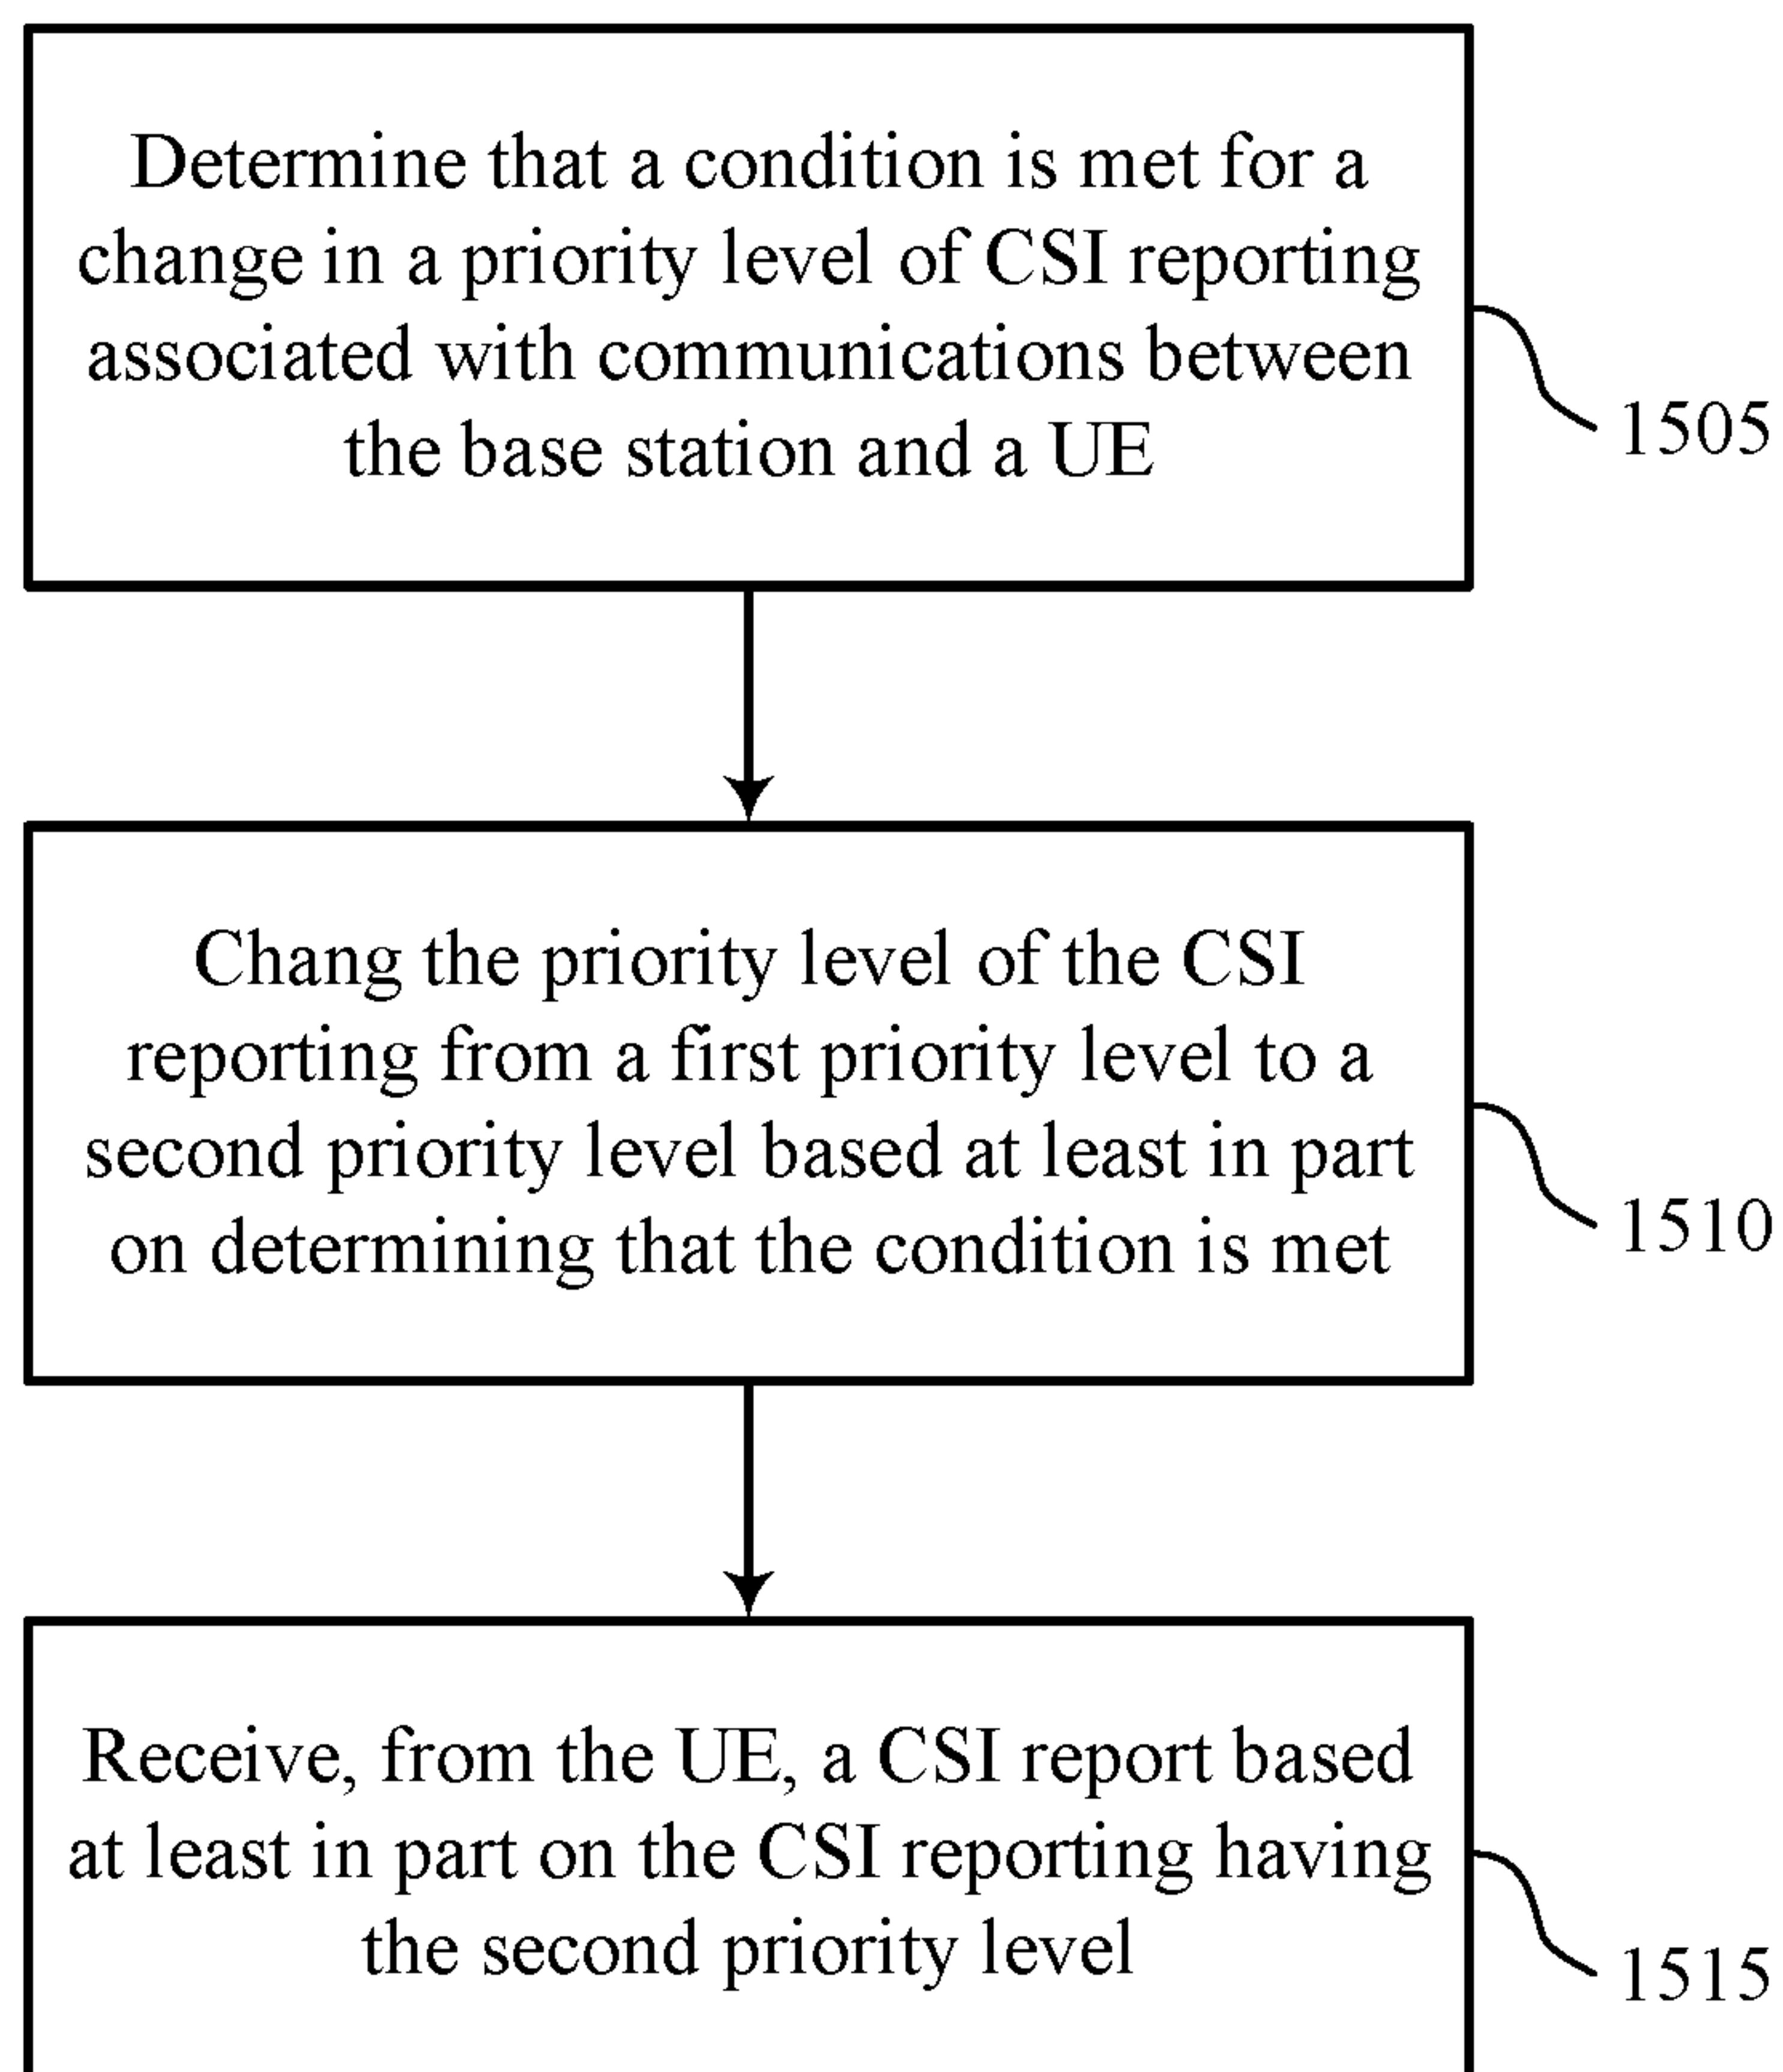 Determine that a condition is met for a
change in a priority level of CSI reporting
associated with communications between
the base station and a UE
1505
Chang the priority level of the CSI
reporting from a first priority level to a
second priority level based at least in part
on determining that the condition is met
1510
Receive, from the UE, a CSI report based
at least in part on the CSI reporting having
the second priority level
1515